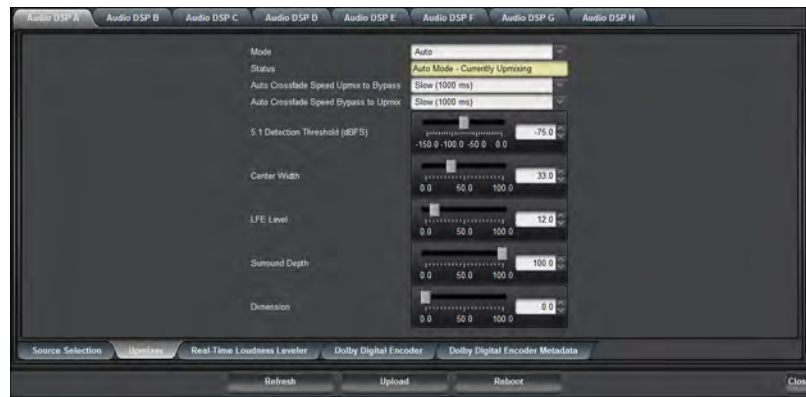 Audio DSP A Audio DSP B Audio DSP C Audio DSP D Audio DSP E Audio DSP F Audio DSP G Audio DSP H
Mode Auto
Status Auto Mode - Currently Upmixing
Auto Crossfade Speed Upmix to Bypass Slow (1000 ms)
Auto Crossfade Speed Bypass to Upmix Slow (1000 ms)
5.1 Detection Threshold (dBFS) -75.0
-150.0 -100.0 -50.0 0.0
Center Width 33.0
0.0 50.0 100.0
LFE Level 12.0
0.0 50.0 100.0
Surround Depth 100.0
0.0 50.0 100.0
Dimension 0.0
0.0 50.0 100.0
Source Selection Upmixer Real-Time Loudness Leveler Dolby Digital Encoder Dolby Digital Encoder Metadata
Refresh Upload Reboot Clos